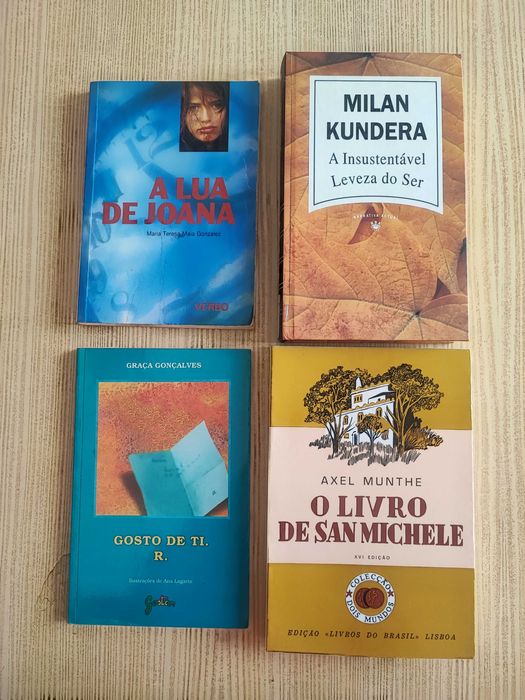 A LUA
DE JOANA
Maria Teresa Maia Gonzalez
VERBO
MILAN
KUNDERA
A Insustentável
Leveza do Ser
NARRATIVA ACTUAL
GRAÇA GONÇALVES
GOSTO DE TI.
R.
Ilustrações de Ana Lagarto
AXEL MUNTHE
O LIVRO
DE SAN MICHELE
XVI EDIÇÃO
COLECÇÃO
DOIS MUNDOS
EDIÇÃO «LIVROS DO BRASIL» LISBOA